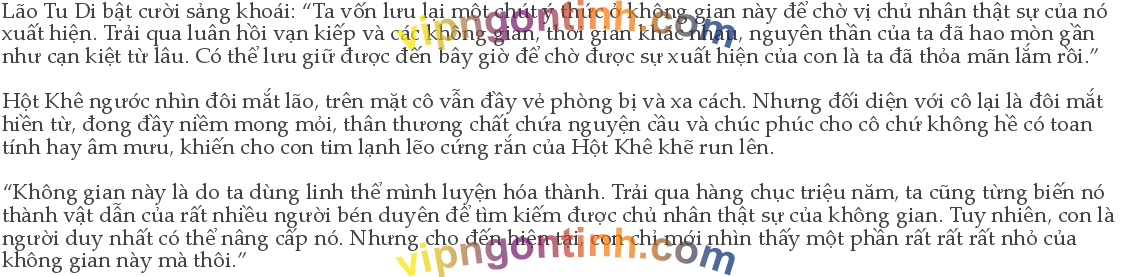 Lão Tu Di bật cười sảng khoái: “Ta vốn lưu lại một chút ý thức ở không gian này để chờ vị chủ nhân thật sự của nó
xuất hiện. Trải qua luân hồi vạn kiếp và các không gian, thời gian khác nhau, nguyên thần của ta đã hao mòn gần
như cạn kiệt từ lâu. Có thể lưu giữ được đến bây giờ để chờ được sự xuất hiện của con là ta đã thỏa mãn lắm rồi.”
vipngontinh.com
Hột Khê ngước nhìn đôi mắt lão, trên mặt cô vẫn đầy vẻ phòng bị và xa cách. Nhưng đối diện với cô lại là đôi mắt
hiền từ, đong đầy niềm mong mỏi, thân thương chất chứa nguyện cầu và chúc phúc cho cô chứ không hề có toan
tính hay âm mưu, khiến cho con tim lạnh lẽo cứng rắn của Hột Khê khẽ run lên.
“Không gian này là do ta dùng linh thể mình luyện hóa thành. Trải qua hàng chục triệu năm, ta cũng từng biến nó
thành vật dẫn của rất nhiều người bén duyên để tìm kiếm được chủ nhân thật sự của không gian. Tuy nhiên, con là
người duy nhất có thể nâng cấp nó. Nhưng cho đến hiện tại, con chỉ mới nhìn thấy một phần rất rất rất nhỏ của
không gian này mà thôi.”
vipngontinh.com